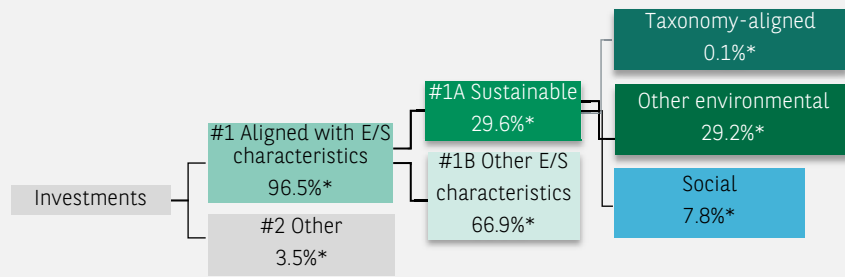 Investments
#1 Aligned with E/S
characteristics
96.5%*
#2 Other
3.5%*
#1A Sustainable
29.6%*
#1B Other E/S
characteristics
66.9%*
Taxonomy-aligned
0.1%*
Other environmental
29.2%*
Social
7.8%*